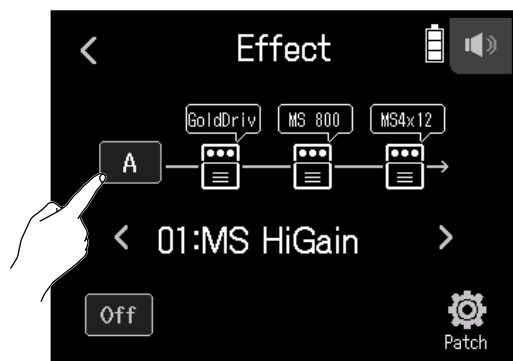 Effect
GoldDriv MS 800 MS4x12
A
01:MS HiGain
Off
Patch